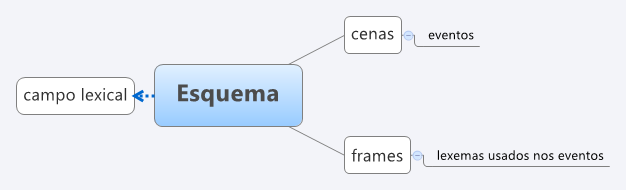 cenas
eventos
Esquema
campo lexical
frames
lexemas usados nos eventos